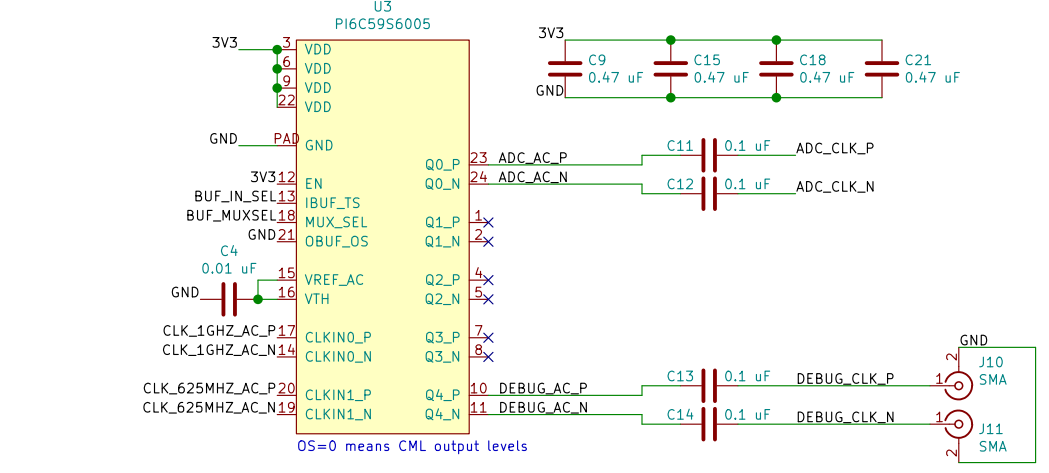 U3
PI6C59S6005
3V3 3 VDD
6 VDD
9 VDD
22 VDD
GND PAD GND
3V3 12 EN
BUF_IN_SEL 13 IBUF_TS
BUF_MUXSEL 18 MUX_SEL
GND 21 OBUF_OS
C4
0.01 uF
15 VREF_AC
GND 16 VTH
CLK_1GHZ_AC_P 17 CLKIN0_P
CLK_1GHZ_AC_N 14 CLKIN0_N
CLK_625MHZ_AC_P 20 CLKIN1_P
CLK_625MHZ_AC_N 19 CLKIN1_N
Q0_P 23 ADC_AC_P
Q0_N 24 ADC_AC_N
Q1_P 1
Q1_N 2
Q2_P 4
Q2_N 5
Q3_P 7
Q3_N 8
Q4_P 10 DEBUG_AC_P
Q4_N 11 DEBUG_AC_N
OS=0 means CML output levels
3V3
GND
C9
0.47 uF
C15
0.47 uF
C18
0.47 uF
C21
0.47 uF
C11 0.1 uF ADC_CLK_P
C12 0.1 uF ADC_CLK_N
C13 0.1 uF DEBUG_CLK_P 1
C14 0.1 uF DEBUG_CLK_N 1
GND
2
J10
SMA
J11
SMA
2